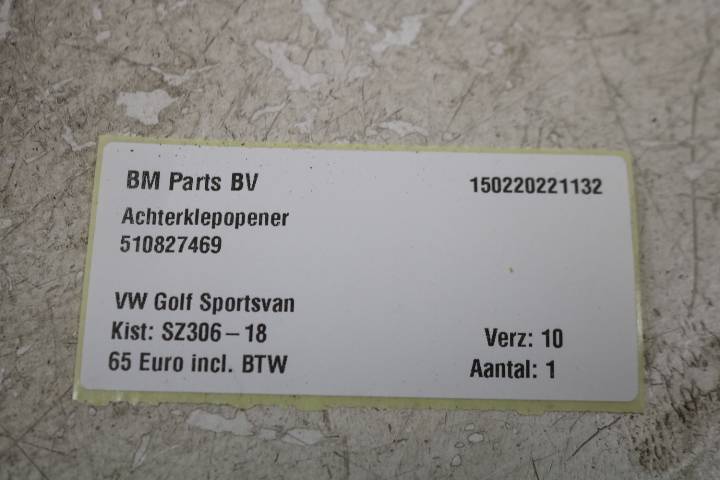 BM Parts BV 150220221132
Achterklepopener
510827469
VW Golf Sportsvan
Kist: SZ306-18 Verz: 10
65 Euro incl. BTW Aantal: 1